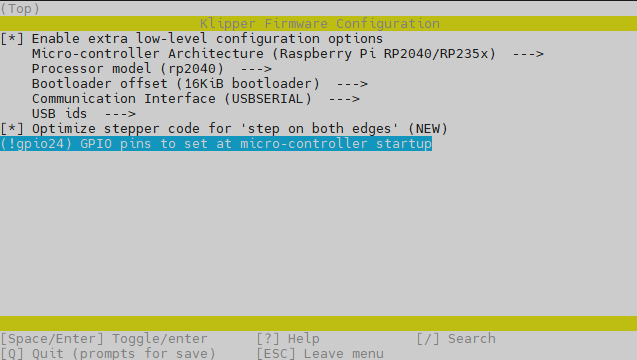 (Top)
Klipper Firmware Configuration
[*] Enable extra low-level configuration options
Micro-controller Architecture (Raspberry Pi RP2040/RP235x)  --->
Processor model (rp2040)  --->
Bootloader offset (16KiB bootloader)  --->
Communication Interface (USBSERIAL)  --->
USB ids  --->
[*] Optimize stepper code for 'step on both edges' (NEW)
(!gpio24) GPIO pins to set at micro-controller startup
[Space/Enter] Toggle/enter [?] Help [/] Search
[Q] Quit (prompts for save) [ESC] Leave menu